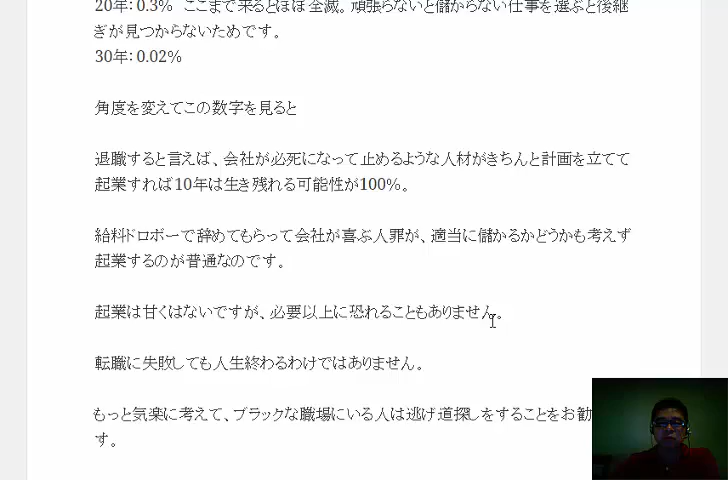 20年：0.3%　ここまで来るとほぼ全滅。頑張らないと儲からない仕事を選ぶと後継
ぎが見つからないためです。
30年：0.02%
角度を変えてこの数字を見ると
退職すると言えば、会社が必死になって止めるような人材がきちんと計画を立てて
起業すれば10年は生き残れる可能性が100%。
給料ドロボーで辞めてもらって会社が喜ぶ人罪が、適当に儲かるかどうかも考えず
起業するのが普通なのです。
起業は甘くはないですが、必要以上に恐れることもありません。
転職に失敗しても人生終わるわけではありません。
もっと気楽に考えて、ブラックな職場にいる人は逃げ道探しをすることをお勧
す。